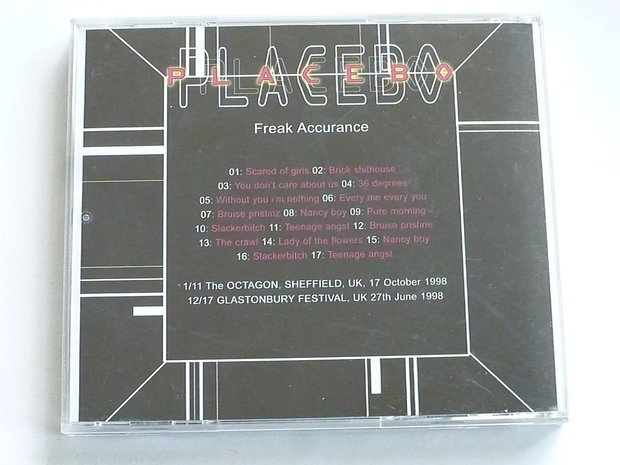 PLACEBO
PLACEBO
Freak Accurance
01: Scared of girls 02: Brick shithouse
03: You don't care about us 04: 36 degrees
05: Without you i'm nothing 06: Every me every you
07: Bruise pristinz 08: Nancy boy 09: Pure morning
10: Slackerbitch 11: Teenage angst 12: Bruise pristine
13: The crawl 14: Lady of the flowers 15: Nancy boy
16: Slackerbitch 17: Teenage angst
1/11 The OCTAGON, SHEFFIELD, UK, 17 October 1998
12/17 GLASTONBURY FESTIVAL, UK 27th June 1998